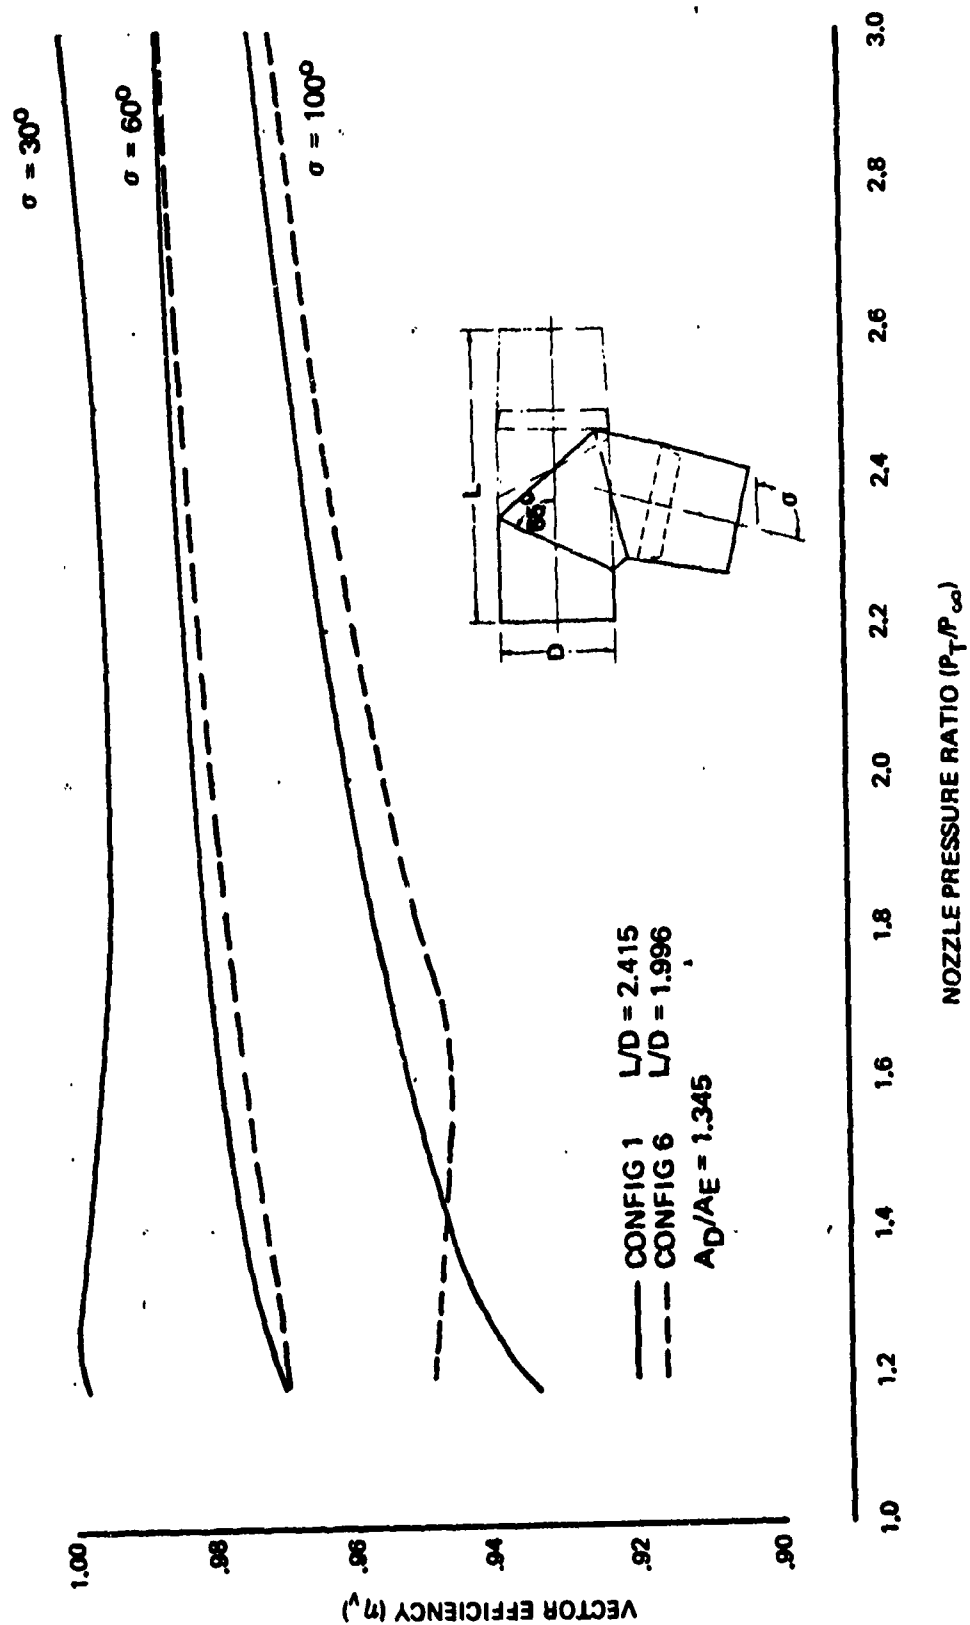 VECTOR EFFICIENCY (ηv)
1.00
.98
.96
.94
.92
.90
σ = 30°
σ = 60°
σ = 100°
L
D
σ
CONFIG 1 L/D = 2.415
CONFIG 6 L/D = 1.996
AD/AE = 1.345
1.0
1.2
1.4
1.6
1.8
2.0
2.2
2.4
2.6
2.8
3.0
NOZZLE PRESSURE RATIO (PT/P∞)